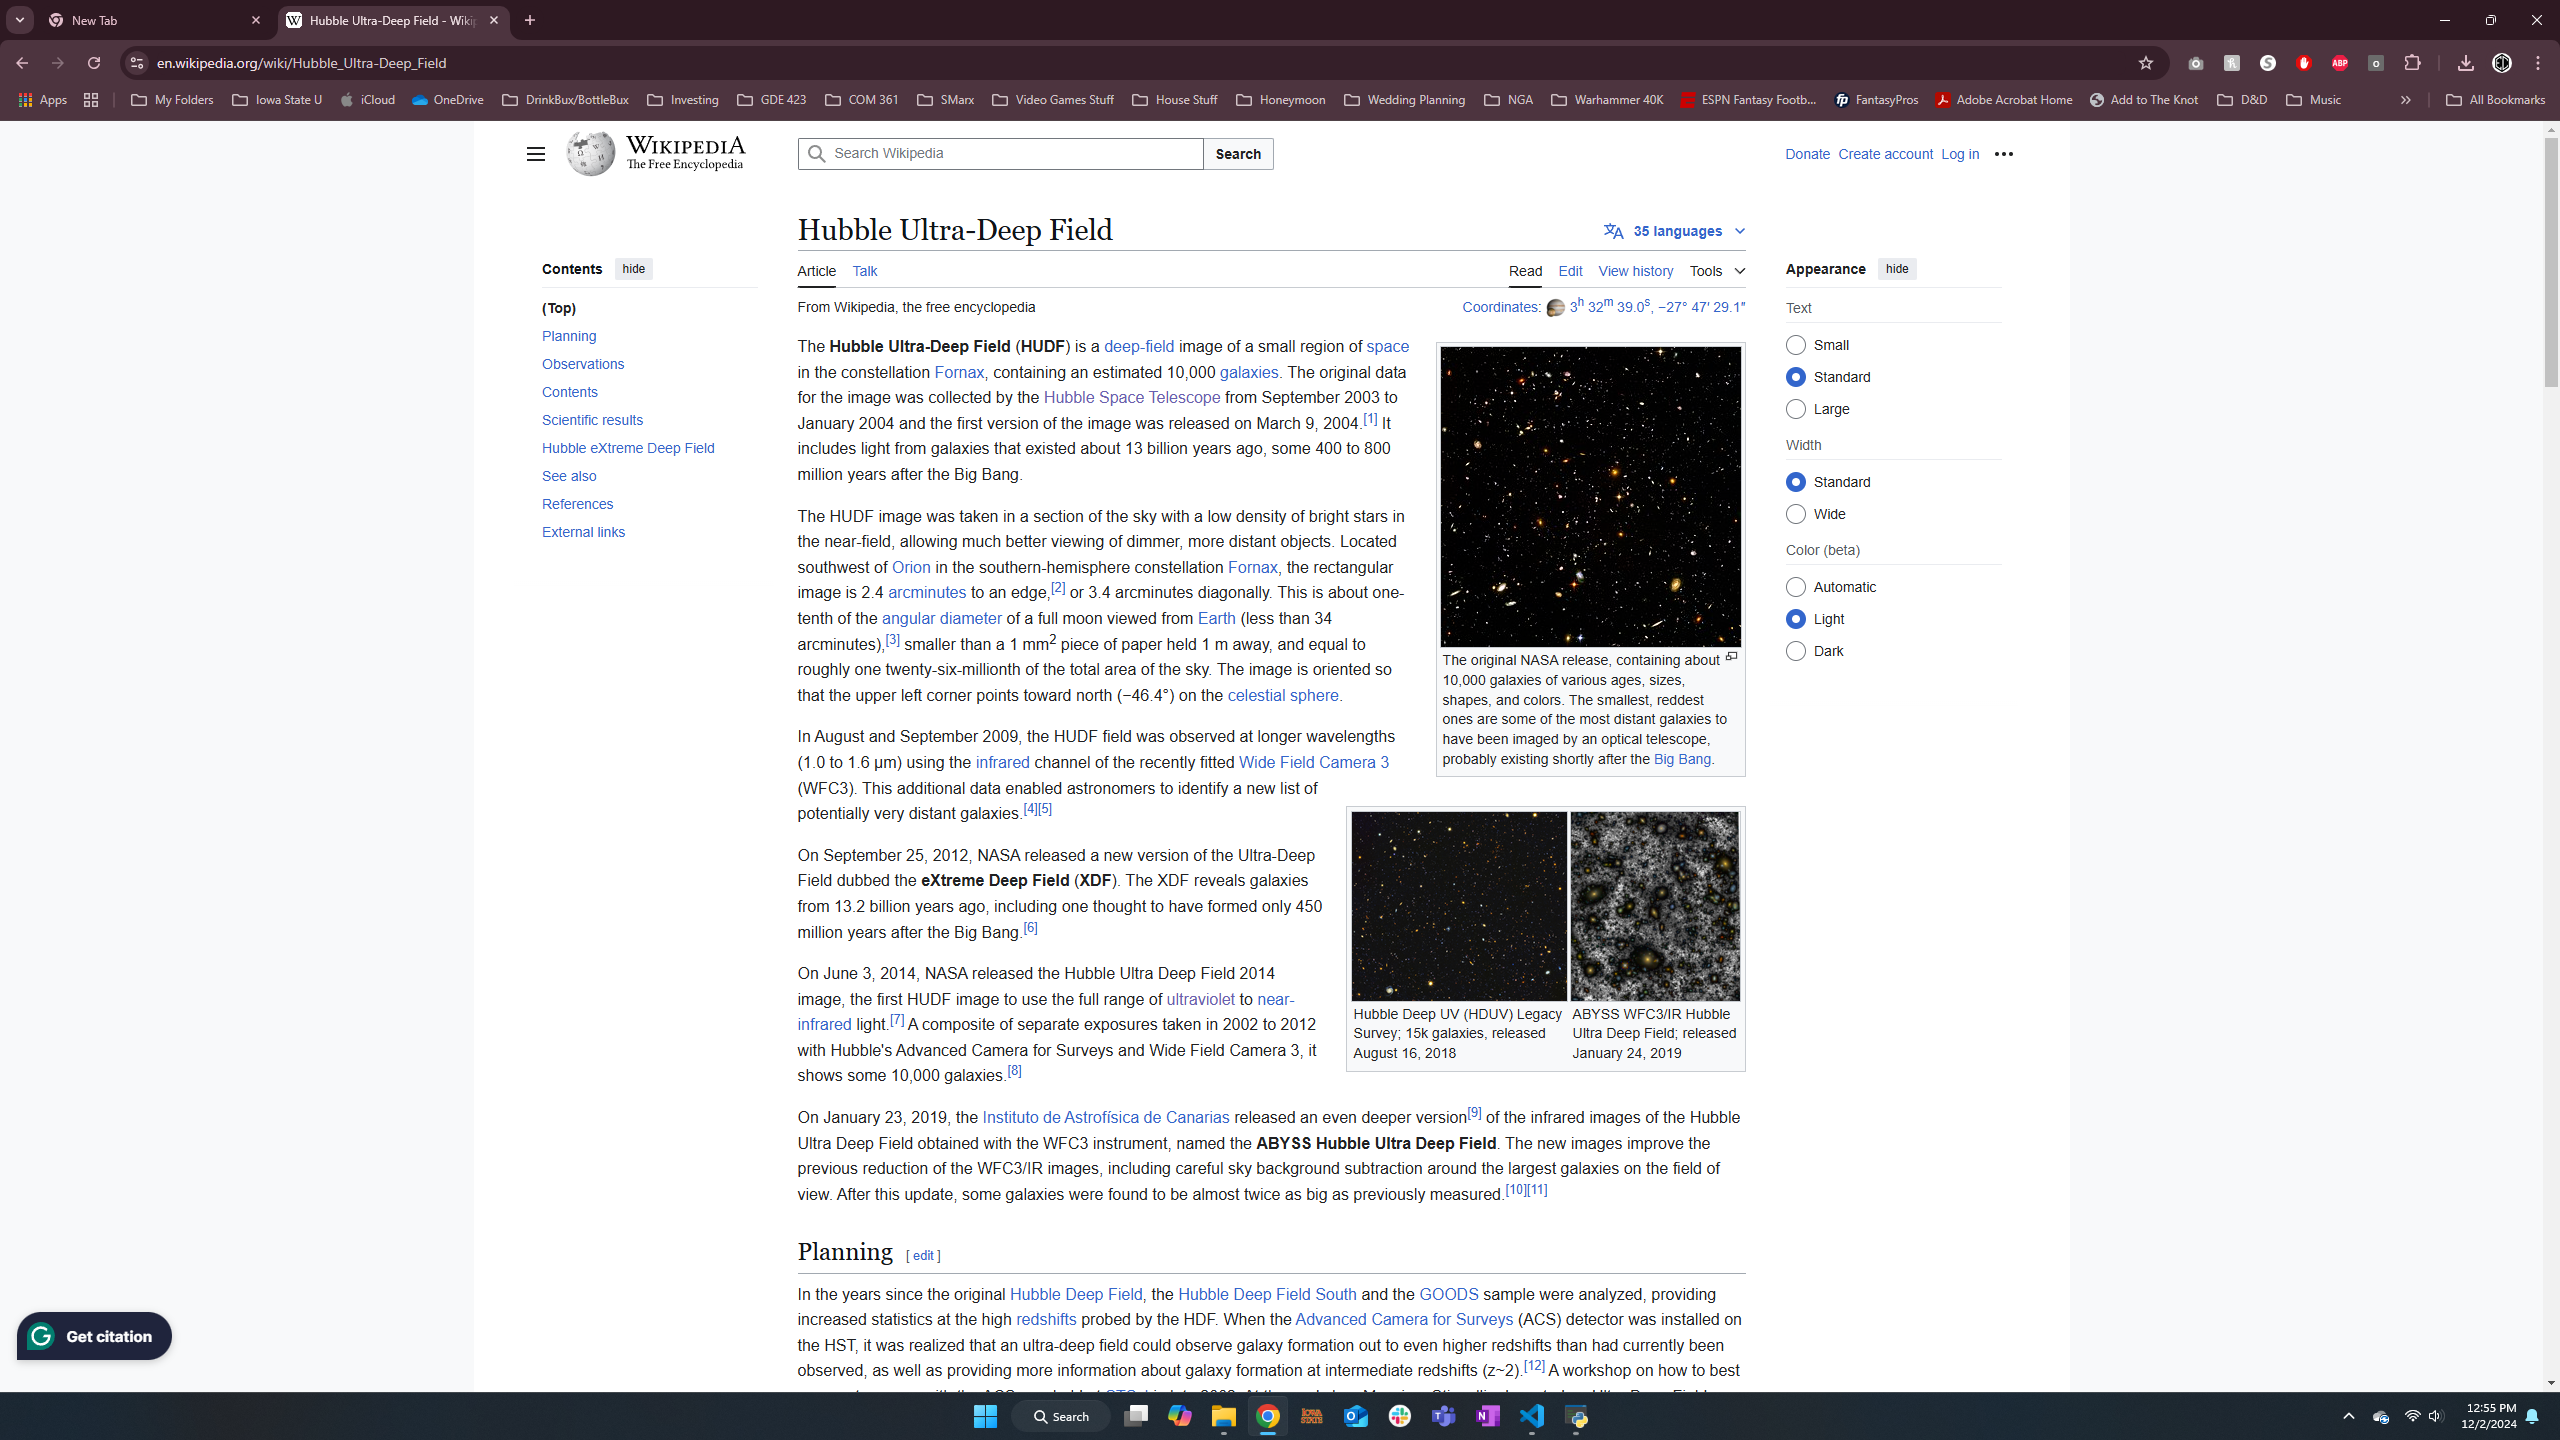 New Tab
Hubble Ultra-Deep Field - Wiki
en.wikipedia.org/wiki/Hubble_Ultra-Deep_Field
Apps
My Folders
Iowa State U
iCloud
OneDrive
DrinkBux/BottleBux
Investing
GDE 423
COM 361
SMarx
Video Games Stuff
House Stuff
Honeymoon
Wedding Planning
NGA
Warhammer 40K
ESPN Fantasy Footb...
FantasyPros
Adobe Acrobat Home
Add to The Knot
D&D
Music
»
All Bookmarks
WIKIPEDIA
The Free Encyclopedia
Search Wikipedia
Search
Donate Create account Log in
Hubble Ultra-Deep Field
35 languages
Contents hide
(Top)
Planning
Observations
Contents
Scientific results
Hubble eXtreme Deep Field
See also
References
External links
Article Talk
Read Edit View history Tools
From Wikipedia, the free encyclopedia
Coordinates: 3h 32m 39.0s, −27° 47′ 29.1″
The Hubble Ultra-Deep Field (HUDF) is a deep-field image of a small region of space
in the constellation Fornax, containing an estimated 10,000 galaxies. The original data
for the image was collected by the Hubble Space Telescope from September 2003 to
January 2004 and the first version of the image was released on March 9, 2004.[1] It
includes light from galaxies that existed about 13 billion years ago, some 400 to 800
million years after the Big Bang.
The HUDF image was taken in a section of the sky with a low density of bright stars in
the near-field, allowing much better viewing of dimmer, more distant objects. Located
southwest of Orion in the southern-hemisphere constellation Fornax, the rectangular
image is 2.4 arcminutes to an edge,[2] or 3.4 arcminutes diagonally. This is about one-
tenth of the angular diameter of a full moon viewed from Earth (less than 34
arcminutes),[3] smaller than a 1 mm2 piece of paper held 1 m away, and equal to
roughly one twenty-six-millionth of the total area of the sky. The image is oriented so
that the upper left corner points toward north (−46.4°) on the celestial sphere.
In August and September 2009, the HUDF field was observed at longer wavelengths
(1.0 to 1.6 μm) using the infrared channel of the recently fitted Wide Field Camera 3
(WFC3). This additional data enabled astronomers to identify a new list of
potentially very distant galaxies.[4][5]
On September 25, 2012, NASA released a new version of the Ultra-Deep
Field dubbed the eXtreme Deep Field (XDF). The XDF reveals galaxies
from 13.2 billion years ago, including one thought to have formed only 450
million years after the Big Bang.[6]
On June 3, 2014, NASA released the Hubble Ultra Deep Field 2014
image, the first HUDF image to use the full range of ultraviolet to near-
infrared light.[7] A composite of separate exposures taken in 2002 to 2012
with Hubble's Advanced Camera for Surveys and Wide Field Camera 3, it
shows some 10,000 galaxies.[8]
On January 23, 2019, the Instituto de Astrofísica de Canarias released an even deeper version[9] of the infrared images of the Hubble
Ultra Deep Field obtained with the WFC3 instrument, named the ABYSS Hubble Ultra Deep Field. The new images improve the
previous reduction of the WFC3/IR images, including careful sky background subtraction around the largest galaxies on the field of
view. After this update, some galaxies were found to be almost twice as big as previously measured.[10][11]
The original NASA release, containing about
10,000 galaxies of various ages, sizes,
shapes, and colors. The smallest, reddest
ones are some of the most distant galaxies to
have been imaged by an optical telescope,
probably existing shortly after the Big Bang.
Hubble Deep UV (HDUV) Legacy
Survey; 15k galaxies, released
August 16, 2018
ABYSS WFC3/IR Hubble
Ultra Deep Field; released
January 24, 2019
Planning [ edit ]
In the years since the original Hubble Deep Field, the Hubble Deep Field South and the GOODS sample were analyzed, providing
increased statistics at the high redshifts probed by the HDF. When the Advanced Camera for Surveys (ACS) detector was installed on
the HST, it was realized that an ultra-deep field could observe galaxy formation out to even higher redshifts than had currently been
observed, as well as providing more information about galaxy formation at intermediate redshifts (z~2).[12] A workshop on how to best
Appearance hide
Text
Small
Standard
Large
Width
Standard
Wide
Color (beta)
Automatic
Light
Dark
Get citation
Search
12:55 PM
12/2/2024